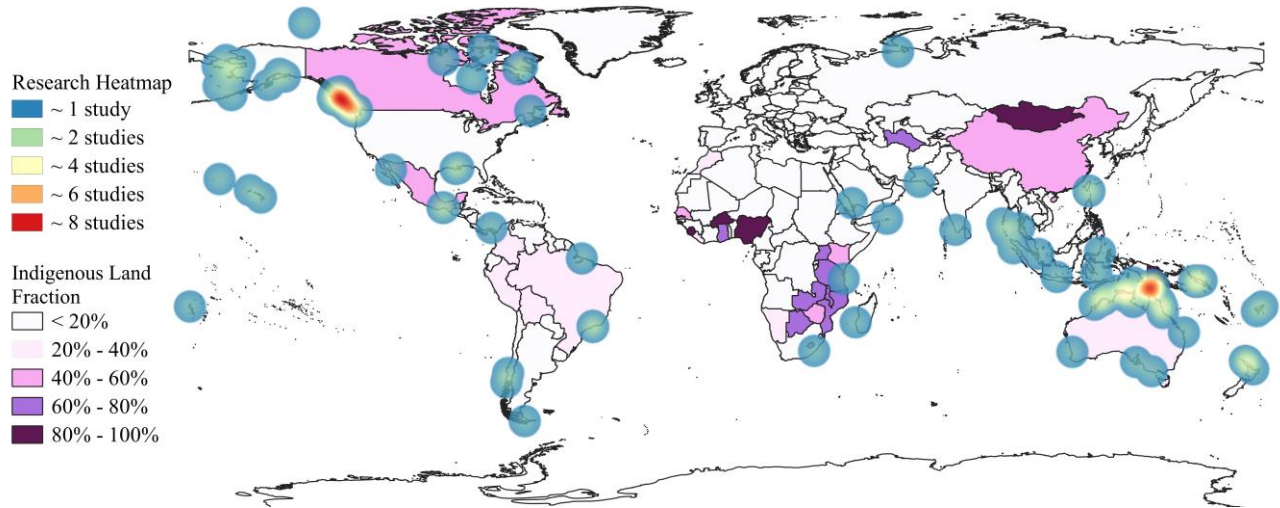 Research Heatmap
~ 1 study
~ 2 studies
~ 4 studies
~ 6 studies
~ 8 studies
Indigenous Land
Fraction
< 20%
20% - 40%
40% - 60%
60% - 80%
80% - 100%